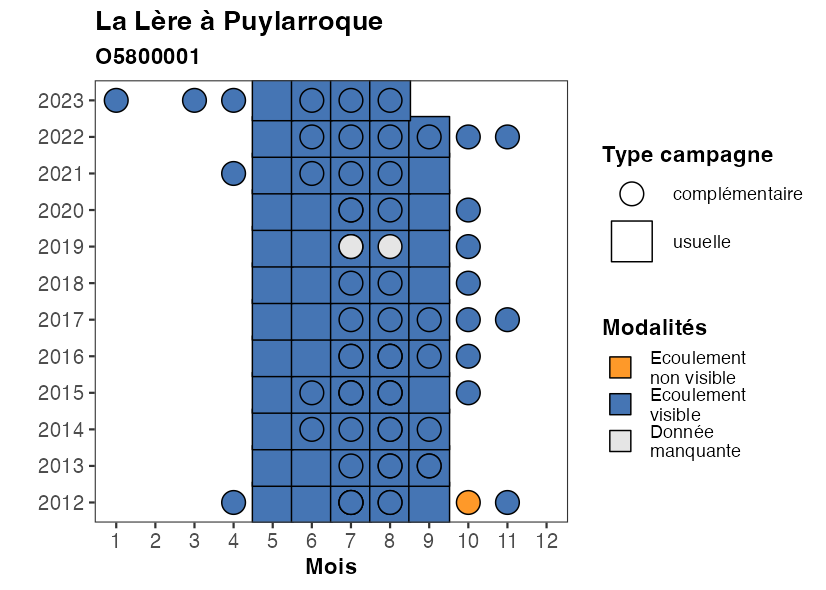 La Lère à Puylarroque
O5800001
2023
2022
2021
2020
2019
2018
2017
2016
2015
2014
2013
2012
1 2 3 4 5 6 7 8 9 10 11 12
Mois
Type campagne
complémentaire
usuelle
Modalités
Ecoulement
non visible
Ecoulement
visible
Donnée
manquante